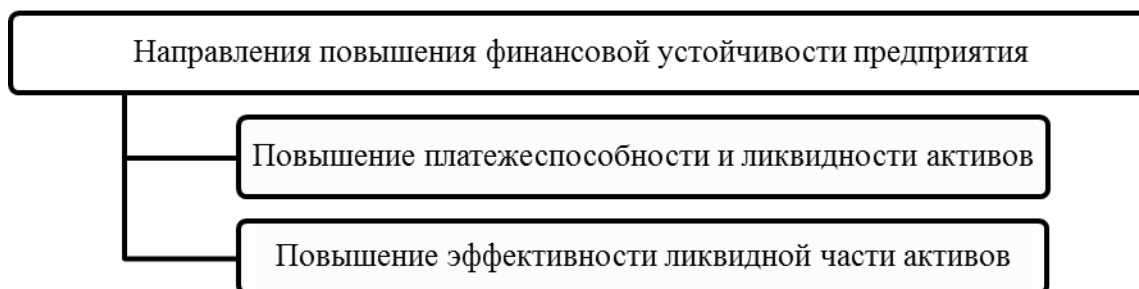 Направления повышения финансовой устойчивости предприятия
Повышение платежеспособности и ликвидности активов
Повышение эффективности ликвидной части активов